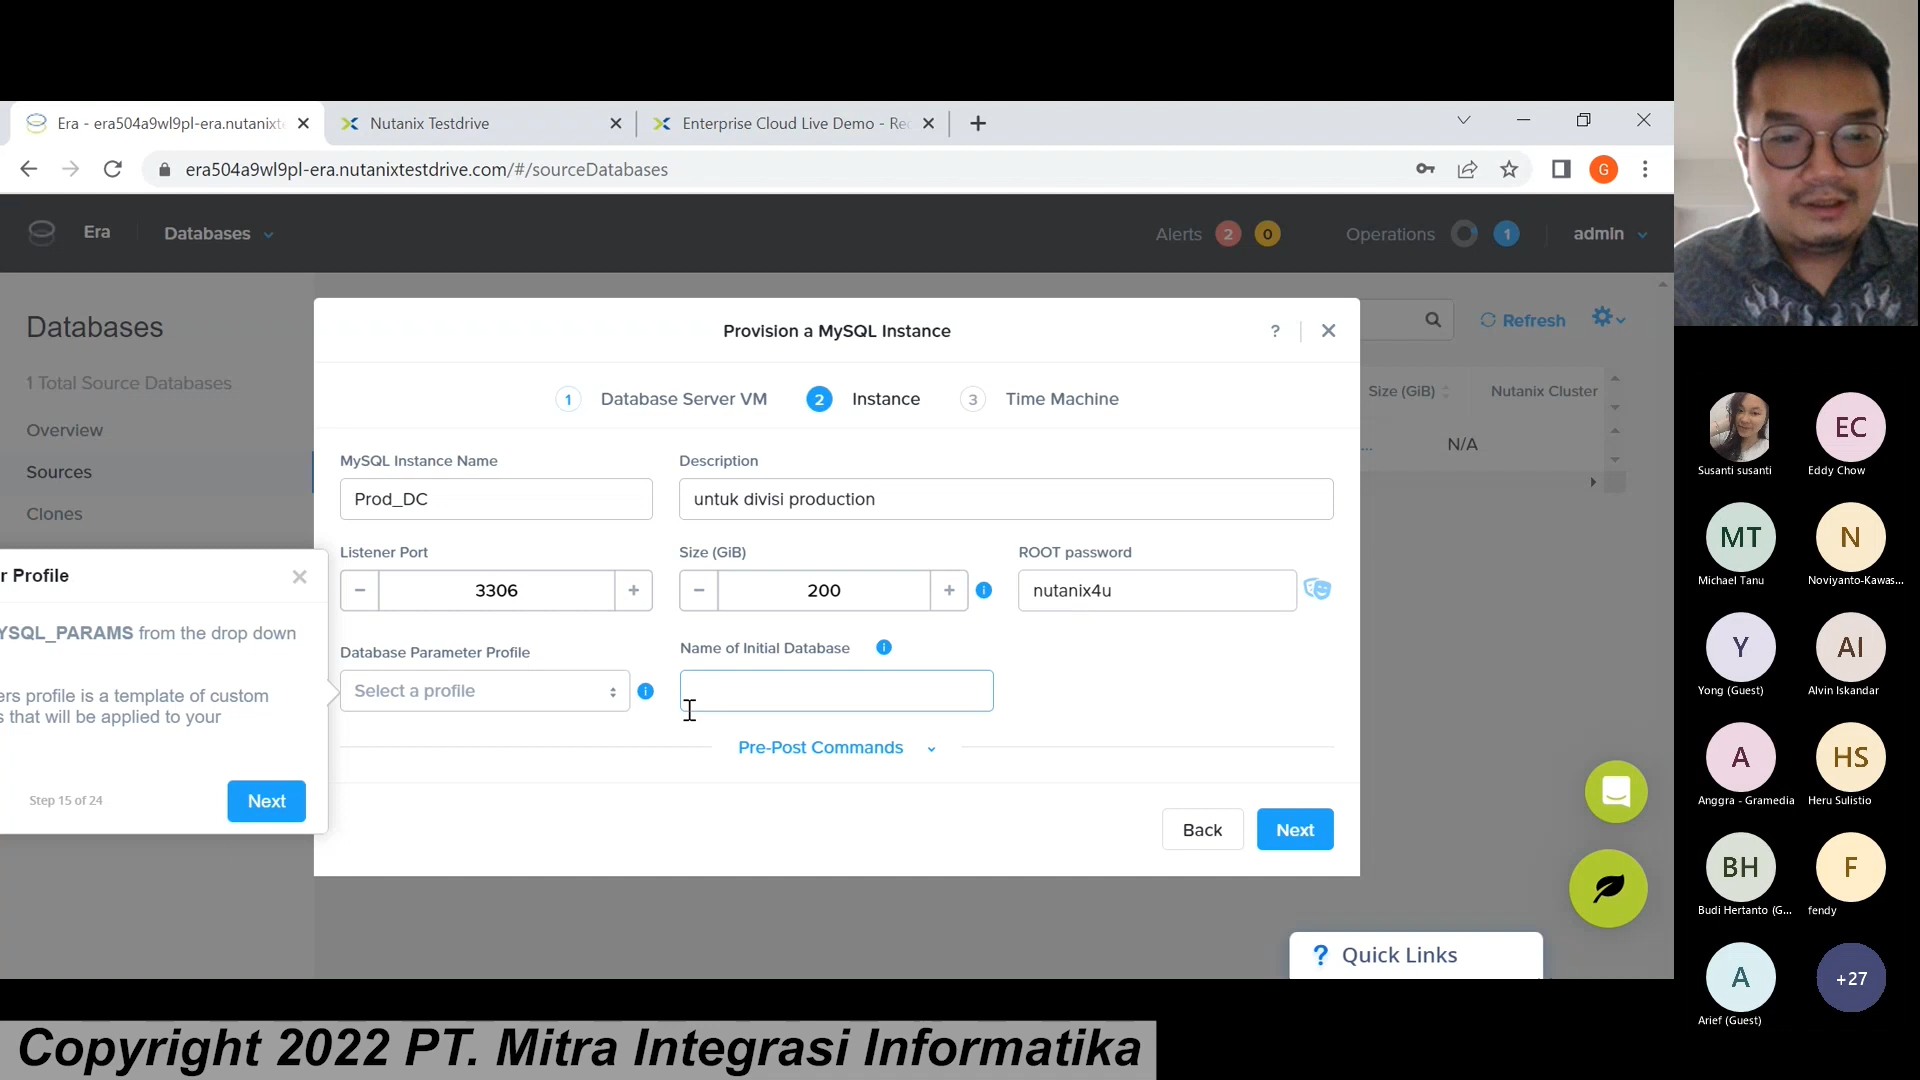 Era - era504a9wl9pl-era.nutanixte
Nutanix Testdrive
Enterprise Cloud Live Demo - Rec
era504a9wl9pl-era.nutanixtestdrive.com/#/sourceDatabases
G
Era
Databases
Alerts 2 0
Operations 1
admin
Databases
1 Total Source Databases
Overview
Sources
Clones
Refresh
Size (GiB)
Nutanix Cluster
N/A
Provision a MySQL Instance
?
1 Database Server VM
2 Instance
3 Time Machine
MySQL Instance Name
Description
Prod_DC
untuk divisi production
Listener Port
Size (GiB)
ROOT password
− 3306 +
− 200 +
nutanix4u
Database Parameter Profile
Name of Initial Database
Select a profile
Pre-Post Commands
Back
Next
r Profile
YSQL_PARAMS from the drop down
ers profile is a template of custom
s that will be applied to your
Step 15 of 24
Next
? Quick Links
Susanti susanti
EC
Eddy Chow
MT
Michael Tanu
N
Noviyanto-Kawas...
Y
Yong (Guest)
AI
Alvin Iskandar
A
Anggra - Gramedia
HS
Heru Sulistio
BH
Budi Hertanto (G...
F
fendy
A
Arief (Guest)
+27
Copyright 2022 PT. Mitra Integrasi Informatika